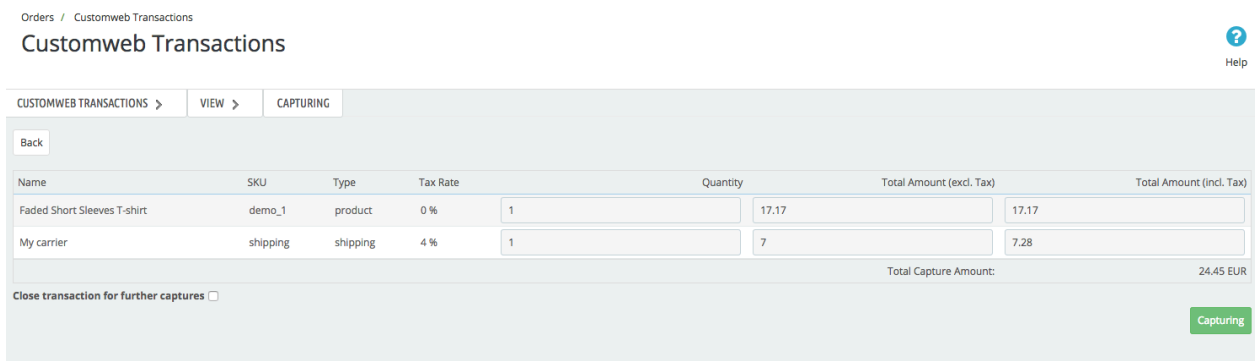 Orders / Customweb Transactions
Customweb Transactions
Help
CUSTOMWEB TRANSACTIONS > VIEW > CAPTURING
Back
Name SKU Type Tax Rate Quantity Total Amount (excl. Tax) Total Amount (incl. Tax)
Faded Short Sleeves T-shirt demo_1 product 0 % 1 17.17 17.17
My carrier shipping shipping 4 % 1 7 7.28
Total Capture Amount: 24.45 EUR
Close transaction for further captures
Capturing